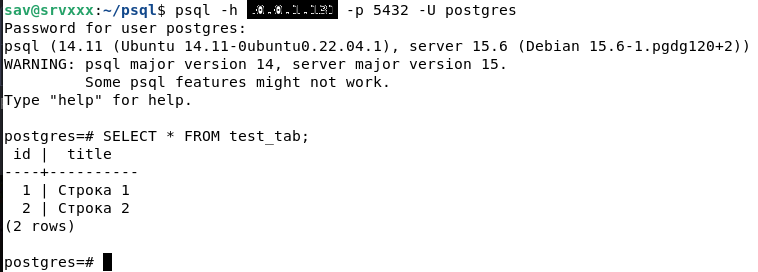 sav@srvxxx:~/psql$ psql -h -p 5432 -U postgres
Password for user postgres:
psql (14.11 (Ubuntu 14.11-0ubuntu0.22.04.1), server 15.6 (Debian 15.6-1.pgdg120+2))
WARNING: psql major version 14, server major version 15.
         Some psql features might not work.
Type "help" for help.

postgres=# SELECT * FROM test_tab;
 id |  title
----+----------
  1 | Строка 1
  2 | Строка 2
(2 rows)

postgres=#